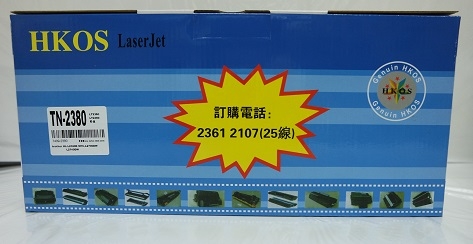 HKOS LaserJet
Genuin HKOS
HKOS
Genuin HKOS
TN-2380
訂購電話:
2361 2107(25線)